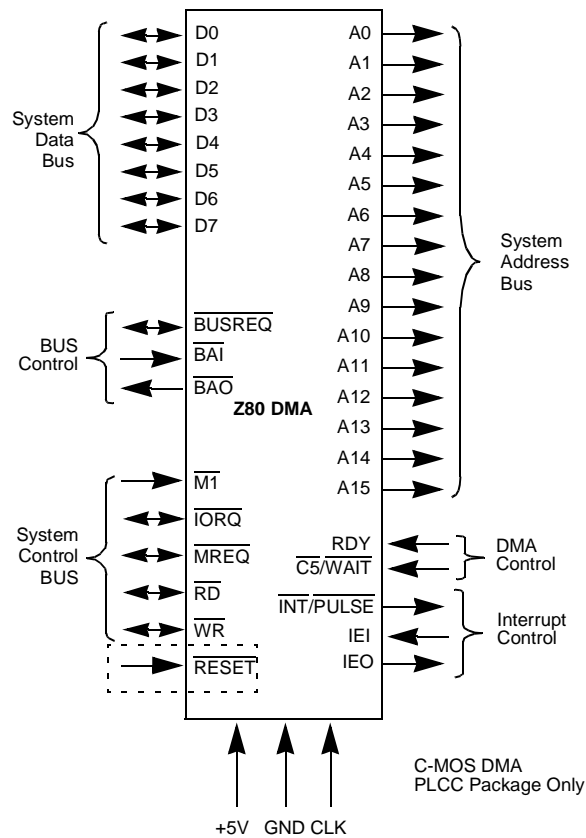 System
Data
Bus
D0
D1
D2
D3
D4
D5
D6
D7
BUS
Control
BUSREQ
BAI
BAO
Z80 DMA
System
Control
BUS
M1
IORQ
MREQ
RD
WR
RESET
A0
A1
A2
A3
A4
A5
A6
A7
A8
A9
A10
A11
A12
A13
A14
A15
System
Address
Bus
RDY
C5/WAIT
DMA
Control
INT/PULSE
IEI
IEO
Interrupt
Control
+5V GND CLK
C-MOS DMA
PLCC Package Only